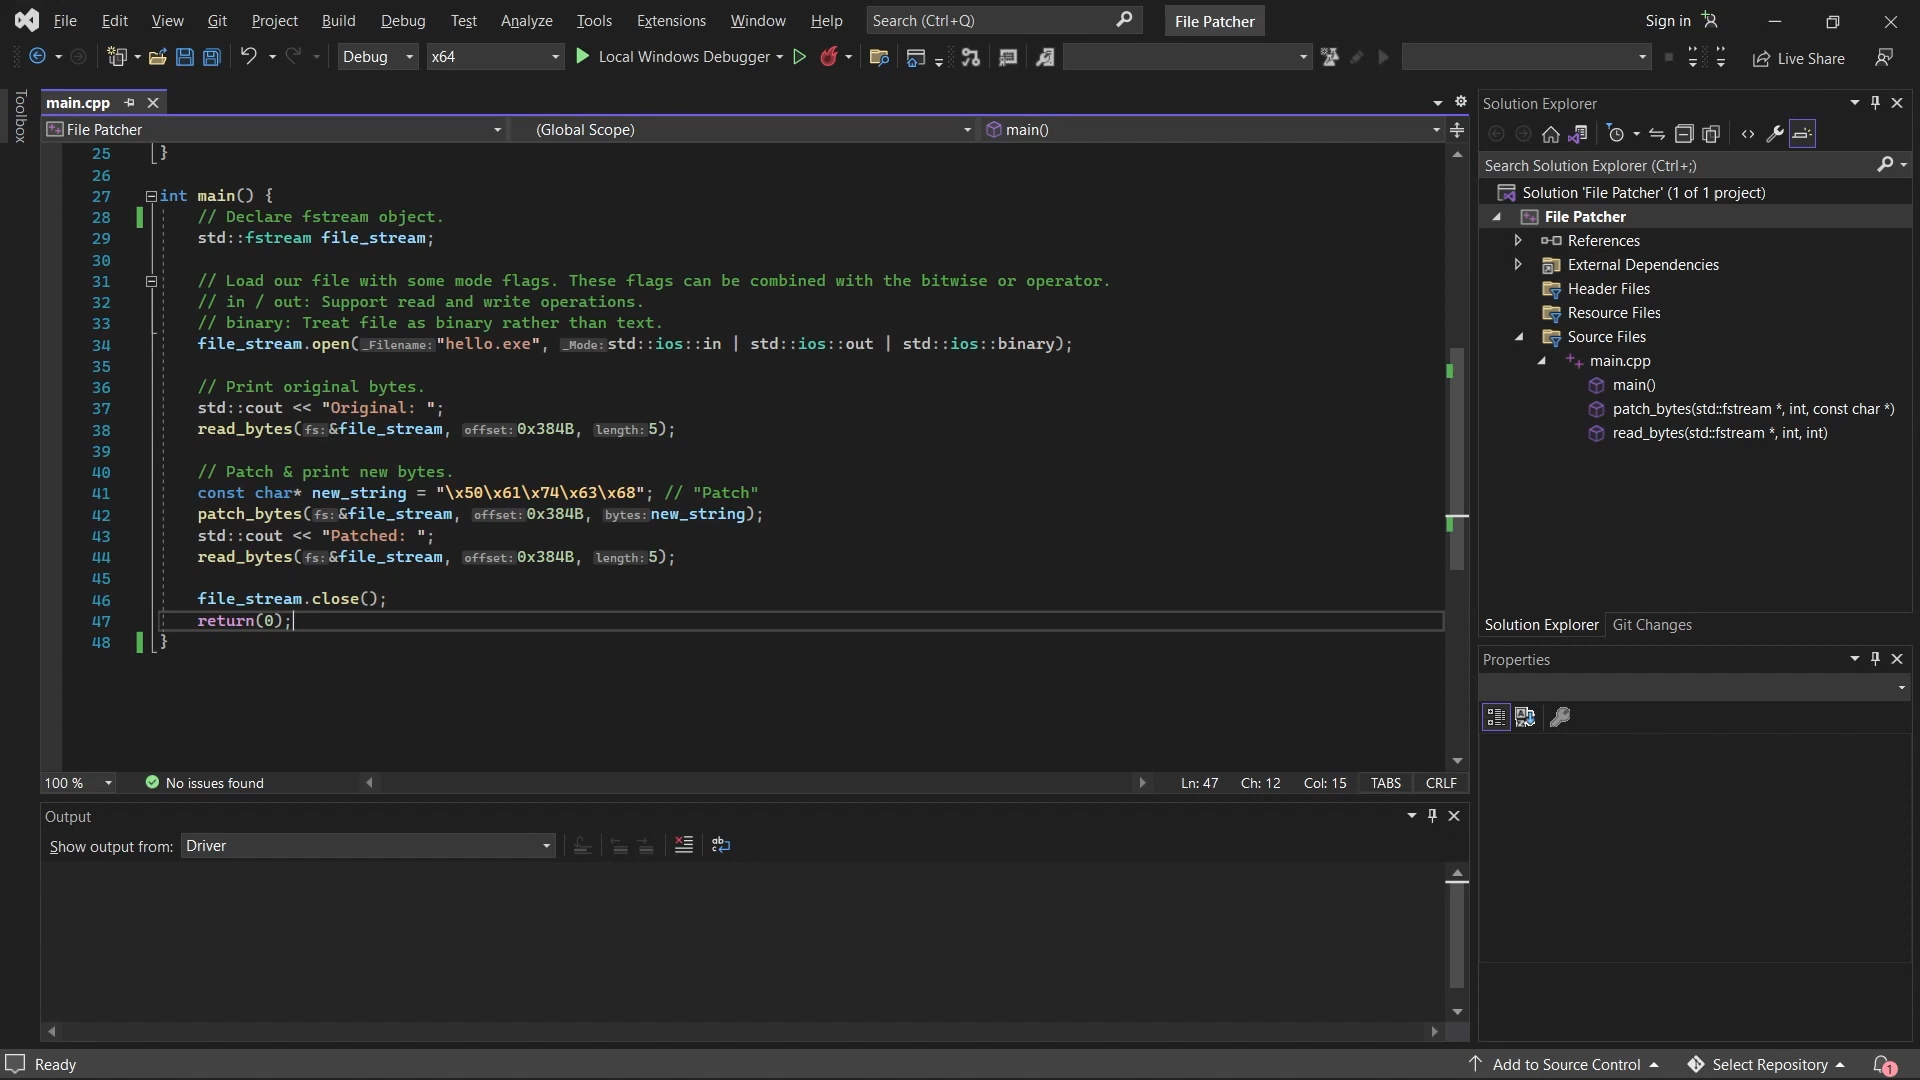 File Edit View Git Project Build Debug Test Analyze Tools Extensions Window Help Search (Ctrl+Q) File Patcher Sign in
Debug x64 Local Windows Debugger Live Share
Toolbox
main.cpp
File Patcher (Global Scope) main()
25 }
26
27 int main() {
28 // Declare fstream object.
29 std::fstream file_stream;
30
31 // Load our file with some mode flags. These flags can be combined with the bitwise or operator.
32 // in / out: Support read and write operations.
33 // binary: Treat file as binary rather than text.
34 file_stream.open(_Filename:"hello.exe", _Mode:std::ios::in | std::ios::out | std::ios::binary);
35
36 // Print original bytes.
37 std::cout << "Original: ";
38 read_bytes(fs:&file_stream, offset:0x384B, length:5);
39
40 // Patch & print new bytes.
41 const char* new_string = "\x50\x61\x74\x63\x68"; // "Patch"
42 patch_bytes(fs:&file_stream, offset:0x384B, bytes:new_string);
43 std::cout << "Patched: ";
44 read_bytes(fs:&file_stream, offset:0x384B, length:5);
45
46 file_stream.close();
47 return(0);
48 }
100 % No issues found Ln: 47 Ch: 12 Col: 15 TABS CRLF
Output
Show output from: Driver
Solution Explorer
Search Solution Explorer (Ctrl+;)
Solution 'File Patcher' (1 of 1 project)
File Patcher
References
External Dependencies
Header Files
Resource Files
Source Files
main.cpp
main()
patch_bytes(std::fstream *, int, const char *)
read_bytes(std::fstream *, int, int)
Solution Explorer Git Changes
Properties
Ready Add to Source Control Select Repository 1